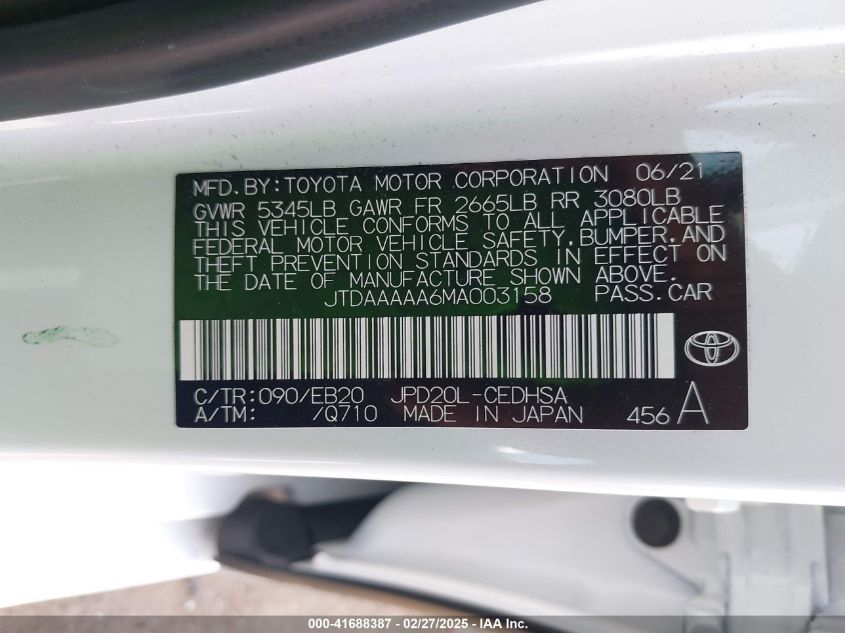 MFD. BY: TOYOTA MOTOR CORPORATION 06/21
GVWR 5345LB GAWR FR 2665LB RR 3080LB
THIS VEHICLE CONFORMS TO ALL APPLICABLE
FEDERAL MOTOR VEHICLE SAFETY, BUMPER, AND
THEFT PREVENTION STANDARDS IN EFFECT ON
THE DATE OF MANUFACTURE SHOWN ABOVE.
JTDAAAAA6MA003158 PASS. CAR
C/TR: 090/EB20 JPD20L-CEDHSA
A/TM: /Q710 MADE IN JAPAN 456 A
000-41688387 - 02/27/2025 - IAA Inc.